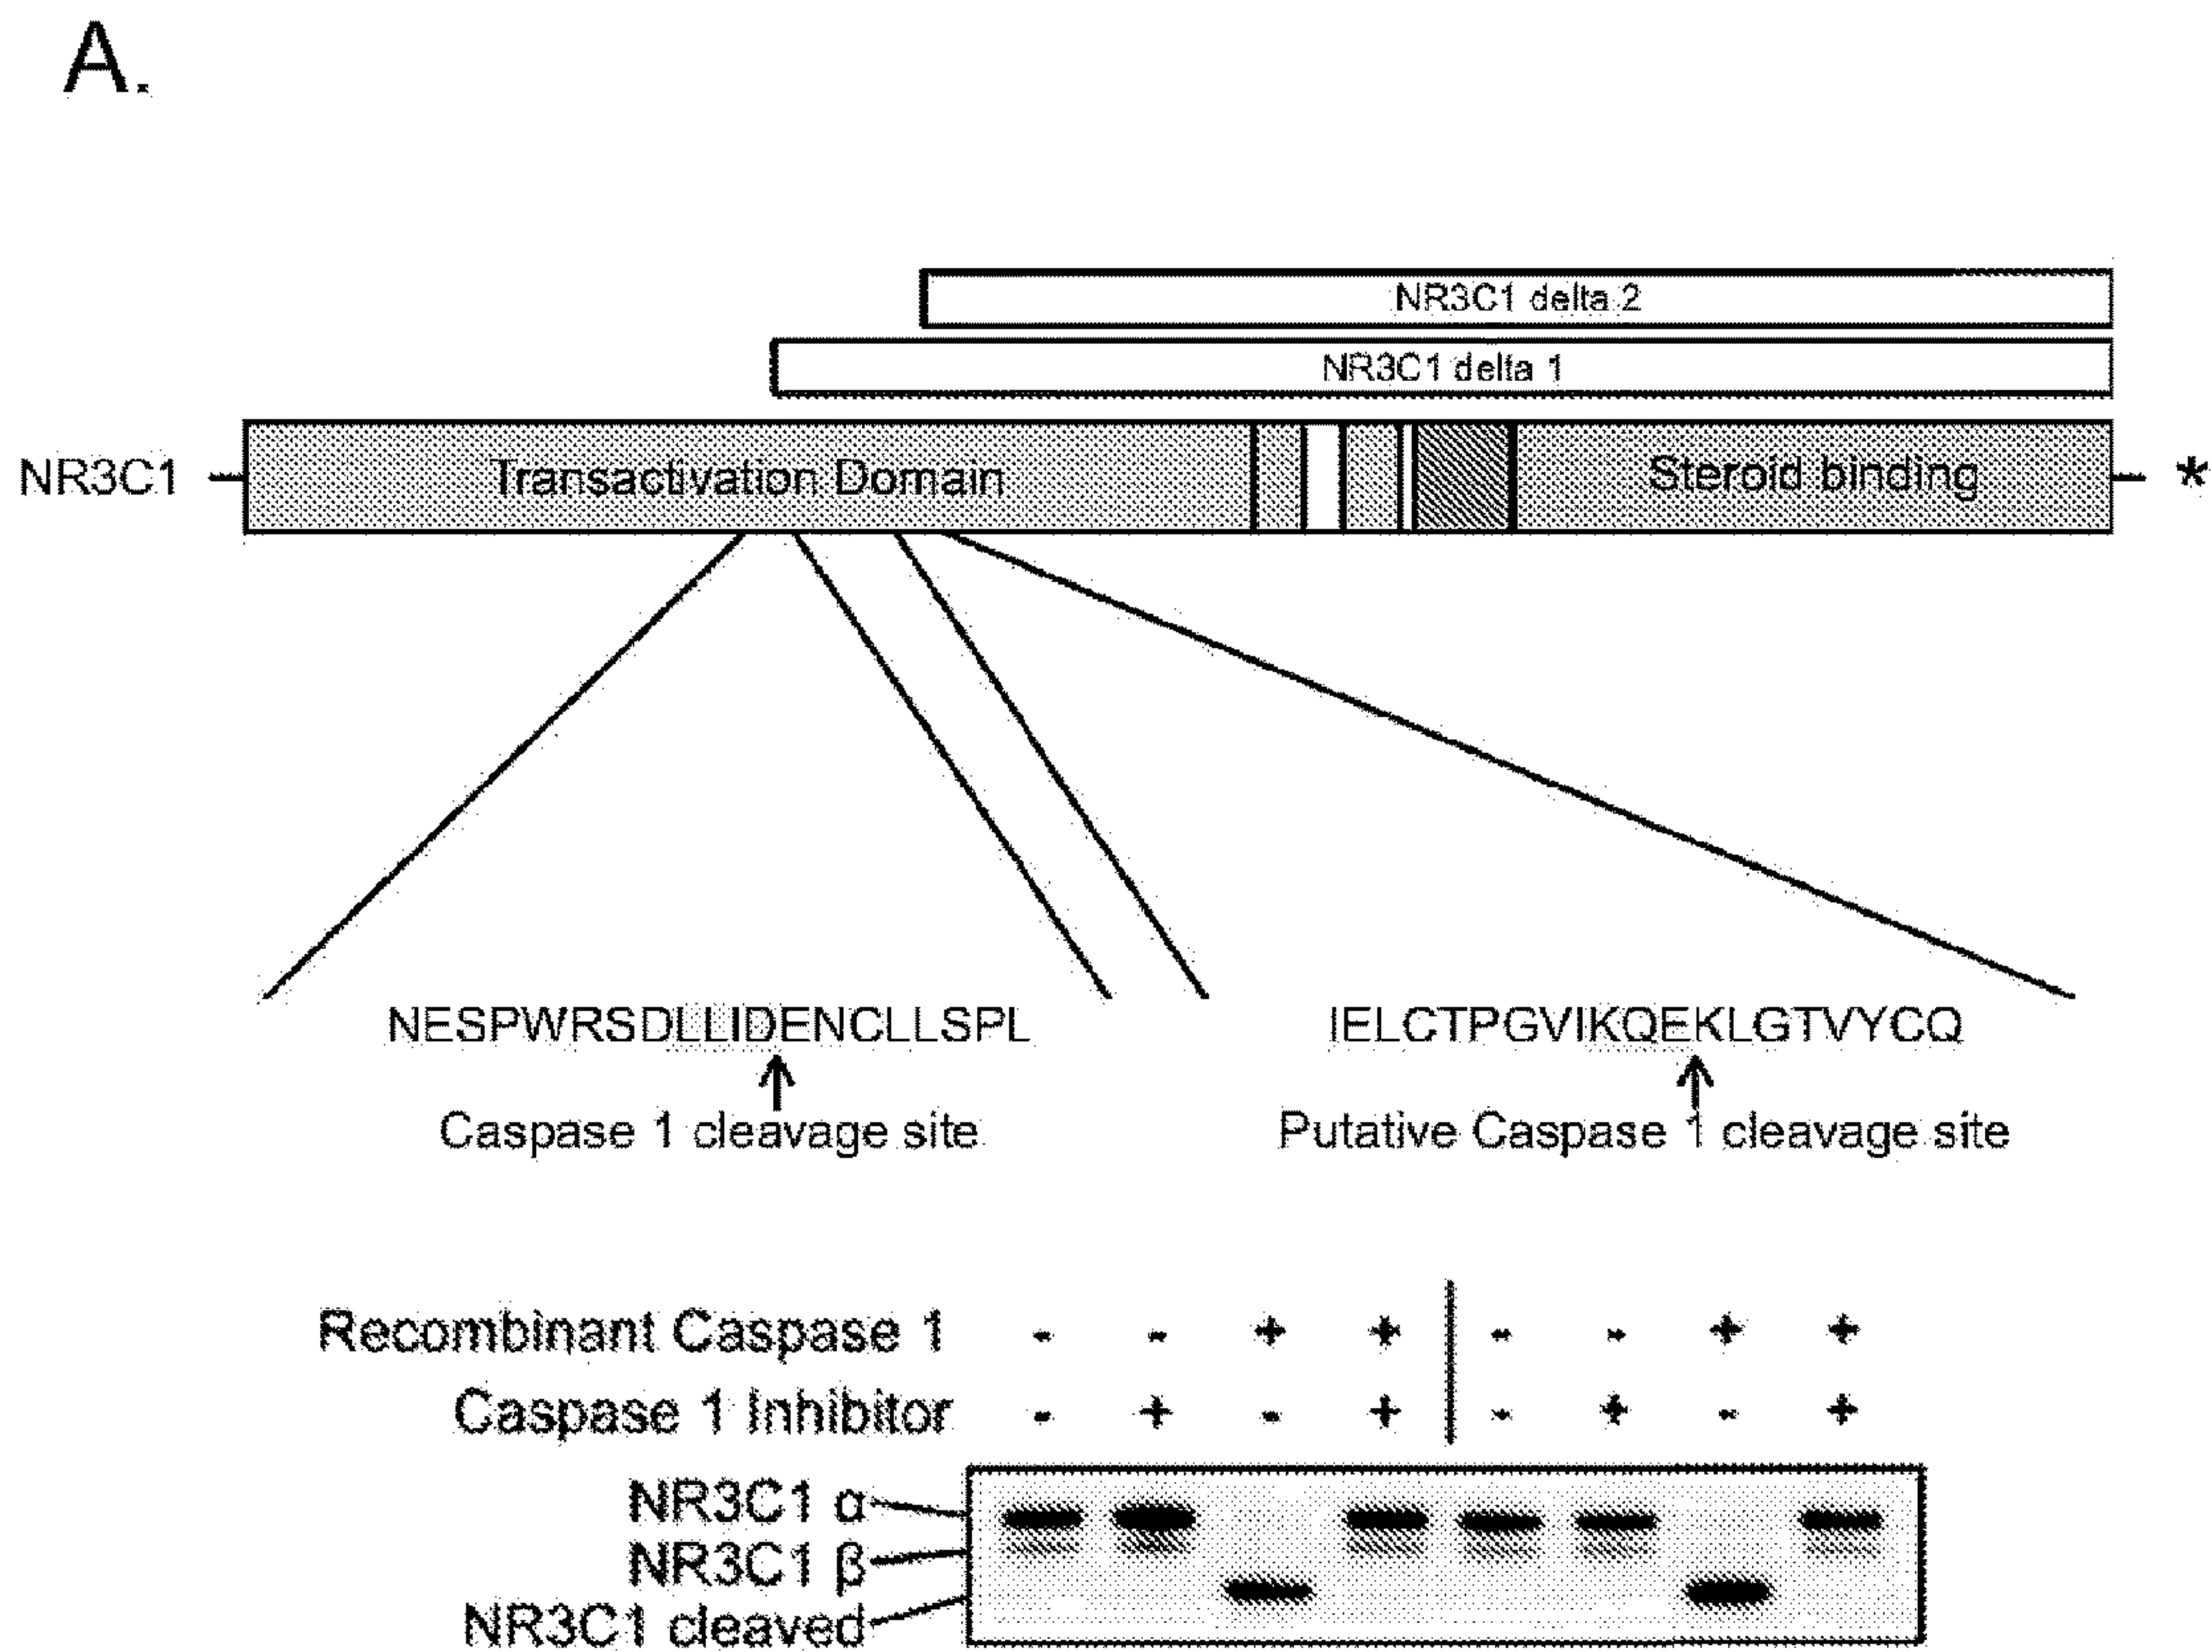 A.
NR3C1 delta 2
NR3C1 delta 1
NR3C1 Transactivation Domain Steroid binding *
NESPWRSDLLIDENCLLSPL IELCTPGVIKQEKLGTVYCQ
Caspase 1 cleavage site Putative Caspase 1 cleavage site
Recombinant Caspase 1 - - + + - - + +
Caspase 1 Inhibitor - + - + - + - +
NR3C1 α
NR3C1 β
NR3C1 cleaved